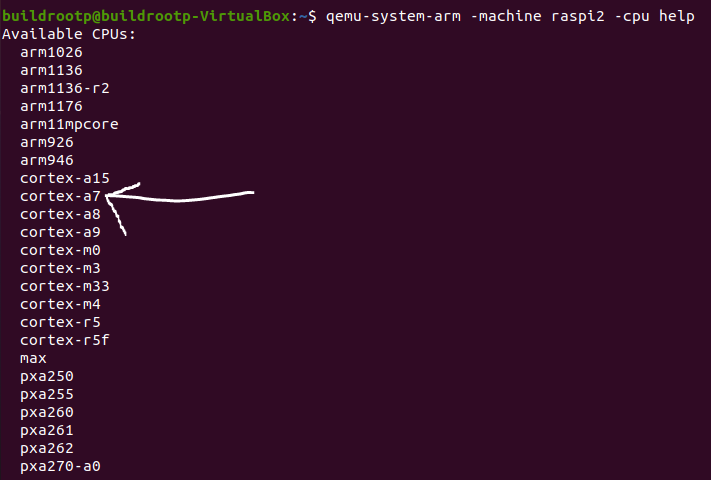 buildrootp@buildrootp-VirtualBox:~$ qemu-system-arm -machine raspi2 -cpu help
Available CPUs:
arm1026
arm1136
arm1136-r2
arm1176
arm11mpcore
arm926
arm946
cortex-a15
cortex-a7
cortex-a8
cortex-a9
cortex-m0
cortex-m3
cortex-m33
cortex-m4
cortex-r5
cortex-r5f
max
pxa250
pxa255
pxa260
pxa261
pxa262
pxa270-a0